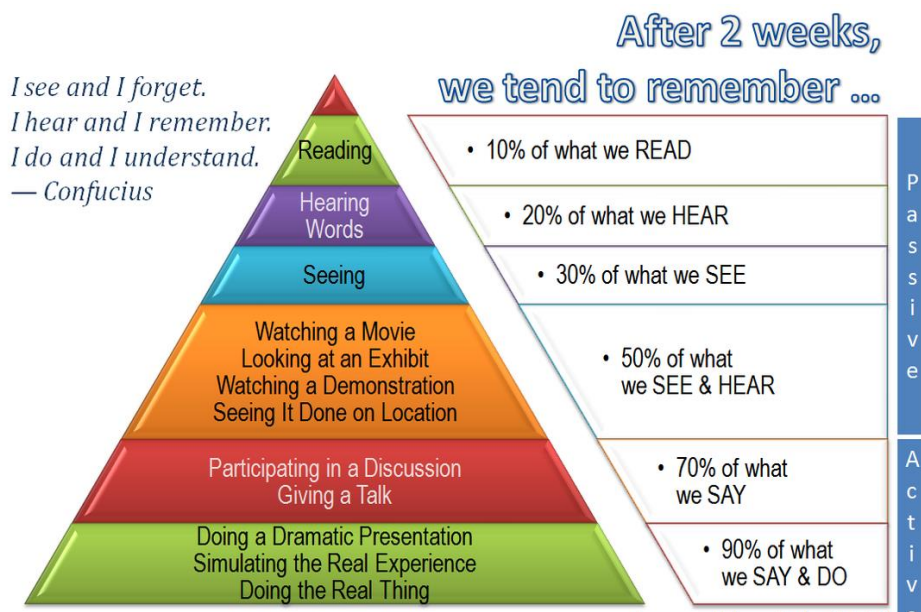 After 2 weeks,
we tend to remember ...
I see and I forget.
I hear and I remember.
I do and I understand.
— Confucius
Reading
• 10% of what we READ
Hearing
Words
• 20% of what we HEAR
Seeing
• 30% of what we SEE
Watching a Movie
Looking at an Exhibit
Watching a Demonstration
Seeing It Done on Location
• 50% of what
we SEE & HEAR
Participating in a Discussion
Giving a Talk
• 70% of what
we SAY
Doing a Dramatic Presentation
Simulating the Real Experience
Doing the Real Thing
• 90% of what
we SAY & DO
Passive
Activ